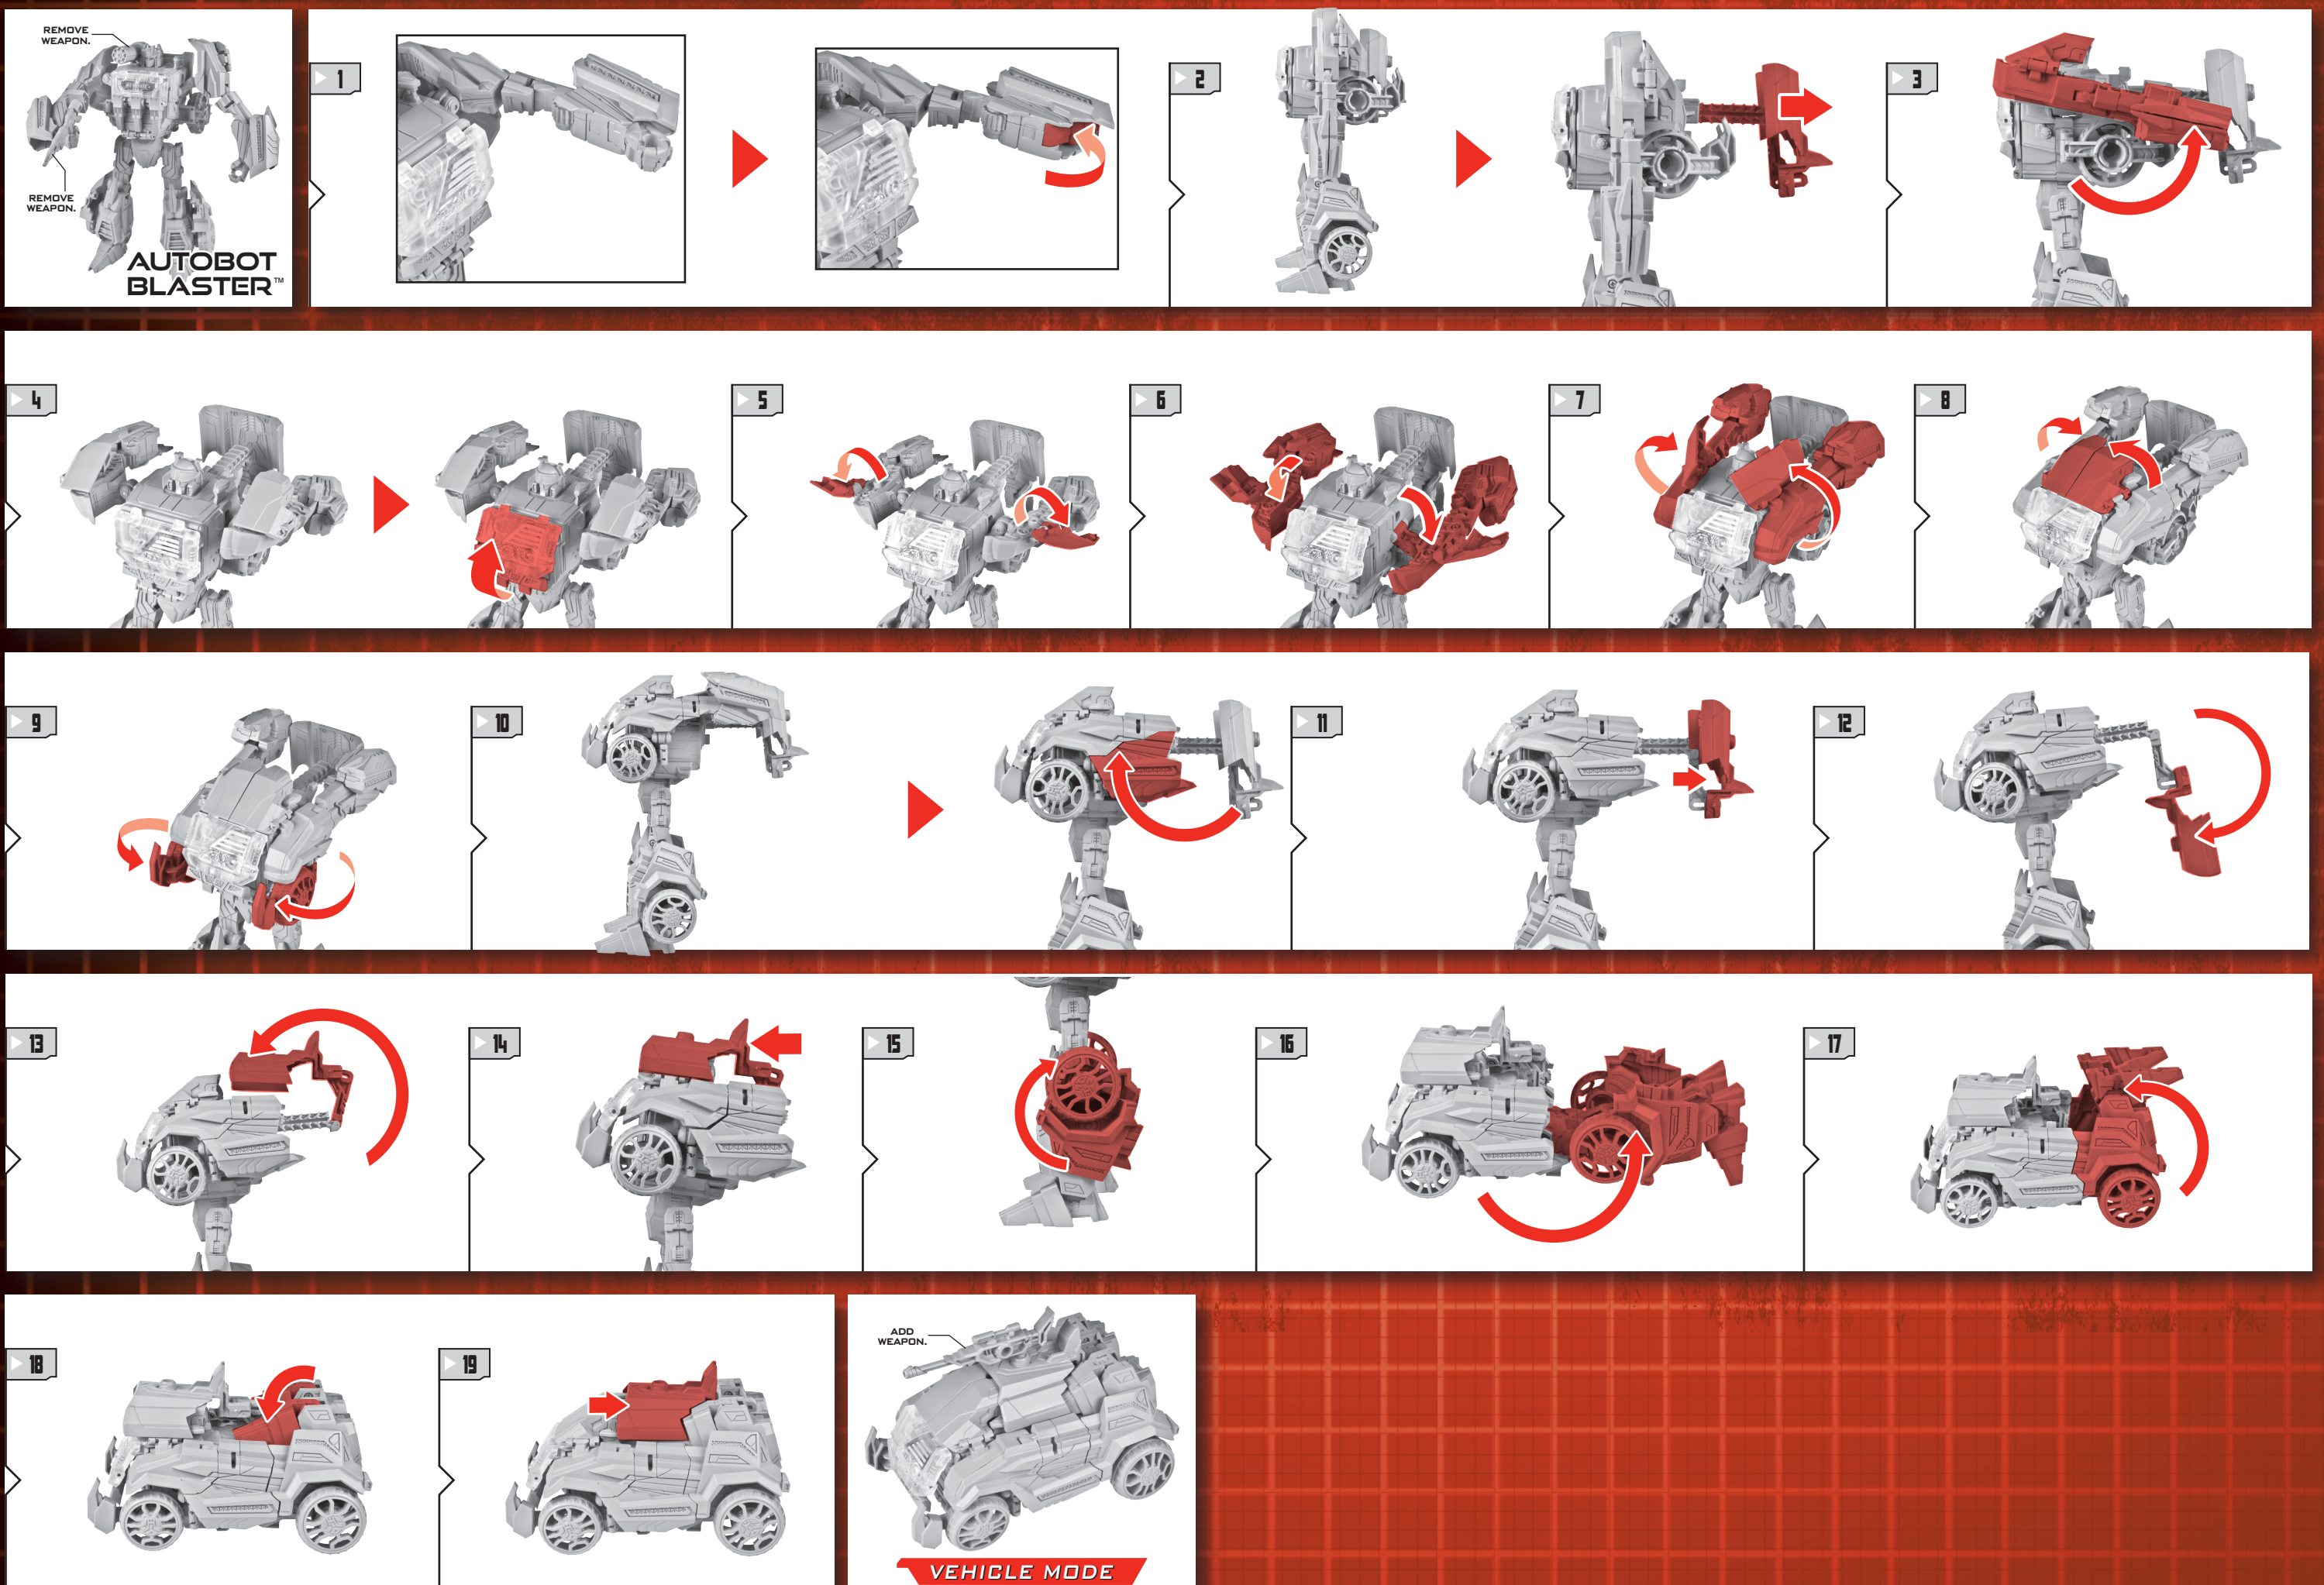 REMOVE
WEAPON.
REMOVE
WEAPON.
AUTOBOT
BLASTER™
1
2
3
4
5
6
7
8
9
10
11
12
13
14
15
16
17
18
19
ADD
WEAPON.
VEHICLE MODE